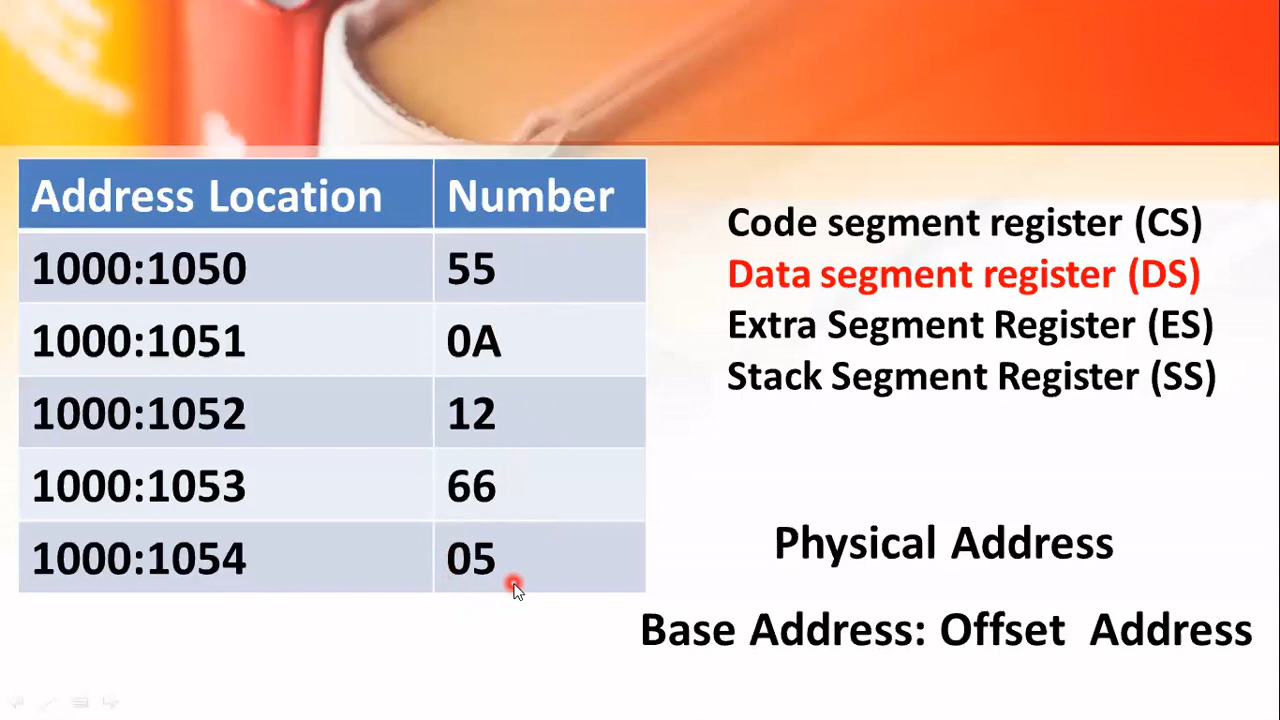 Address Location Number
1000:1050 55
1000:1051 0A
1000:1052 12
1000:1053 66
1000:1054 05
Code segment register (CS)
Data segment register (DS)
Extra Segment Register (ES)
Stack Segment Register (SS)
Physical Address
Base Address: Offset Address